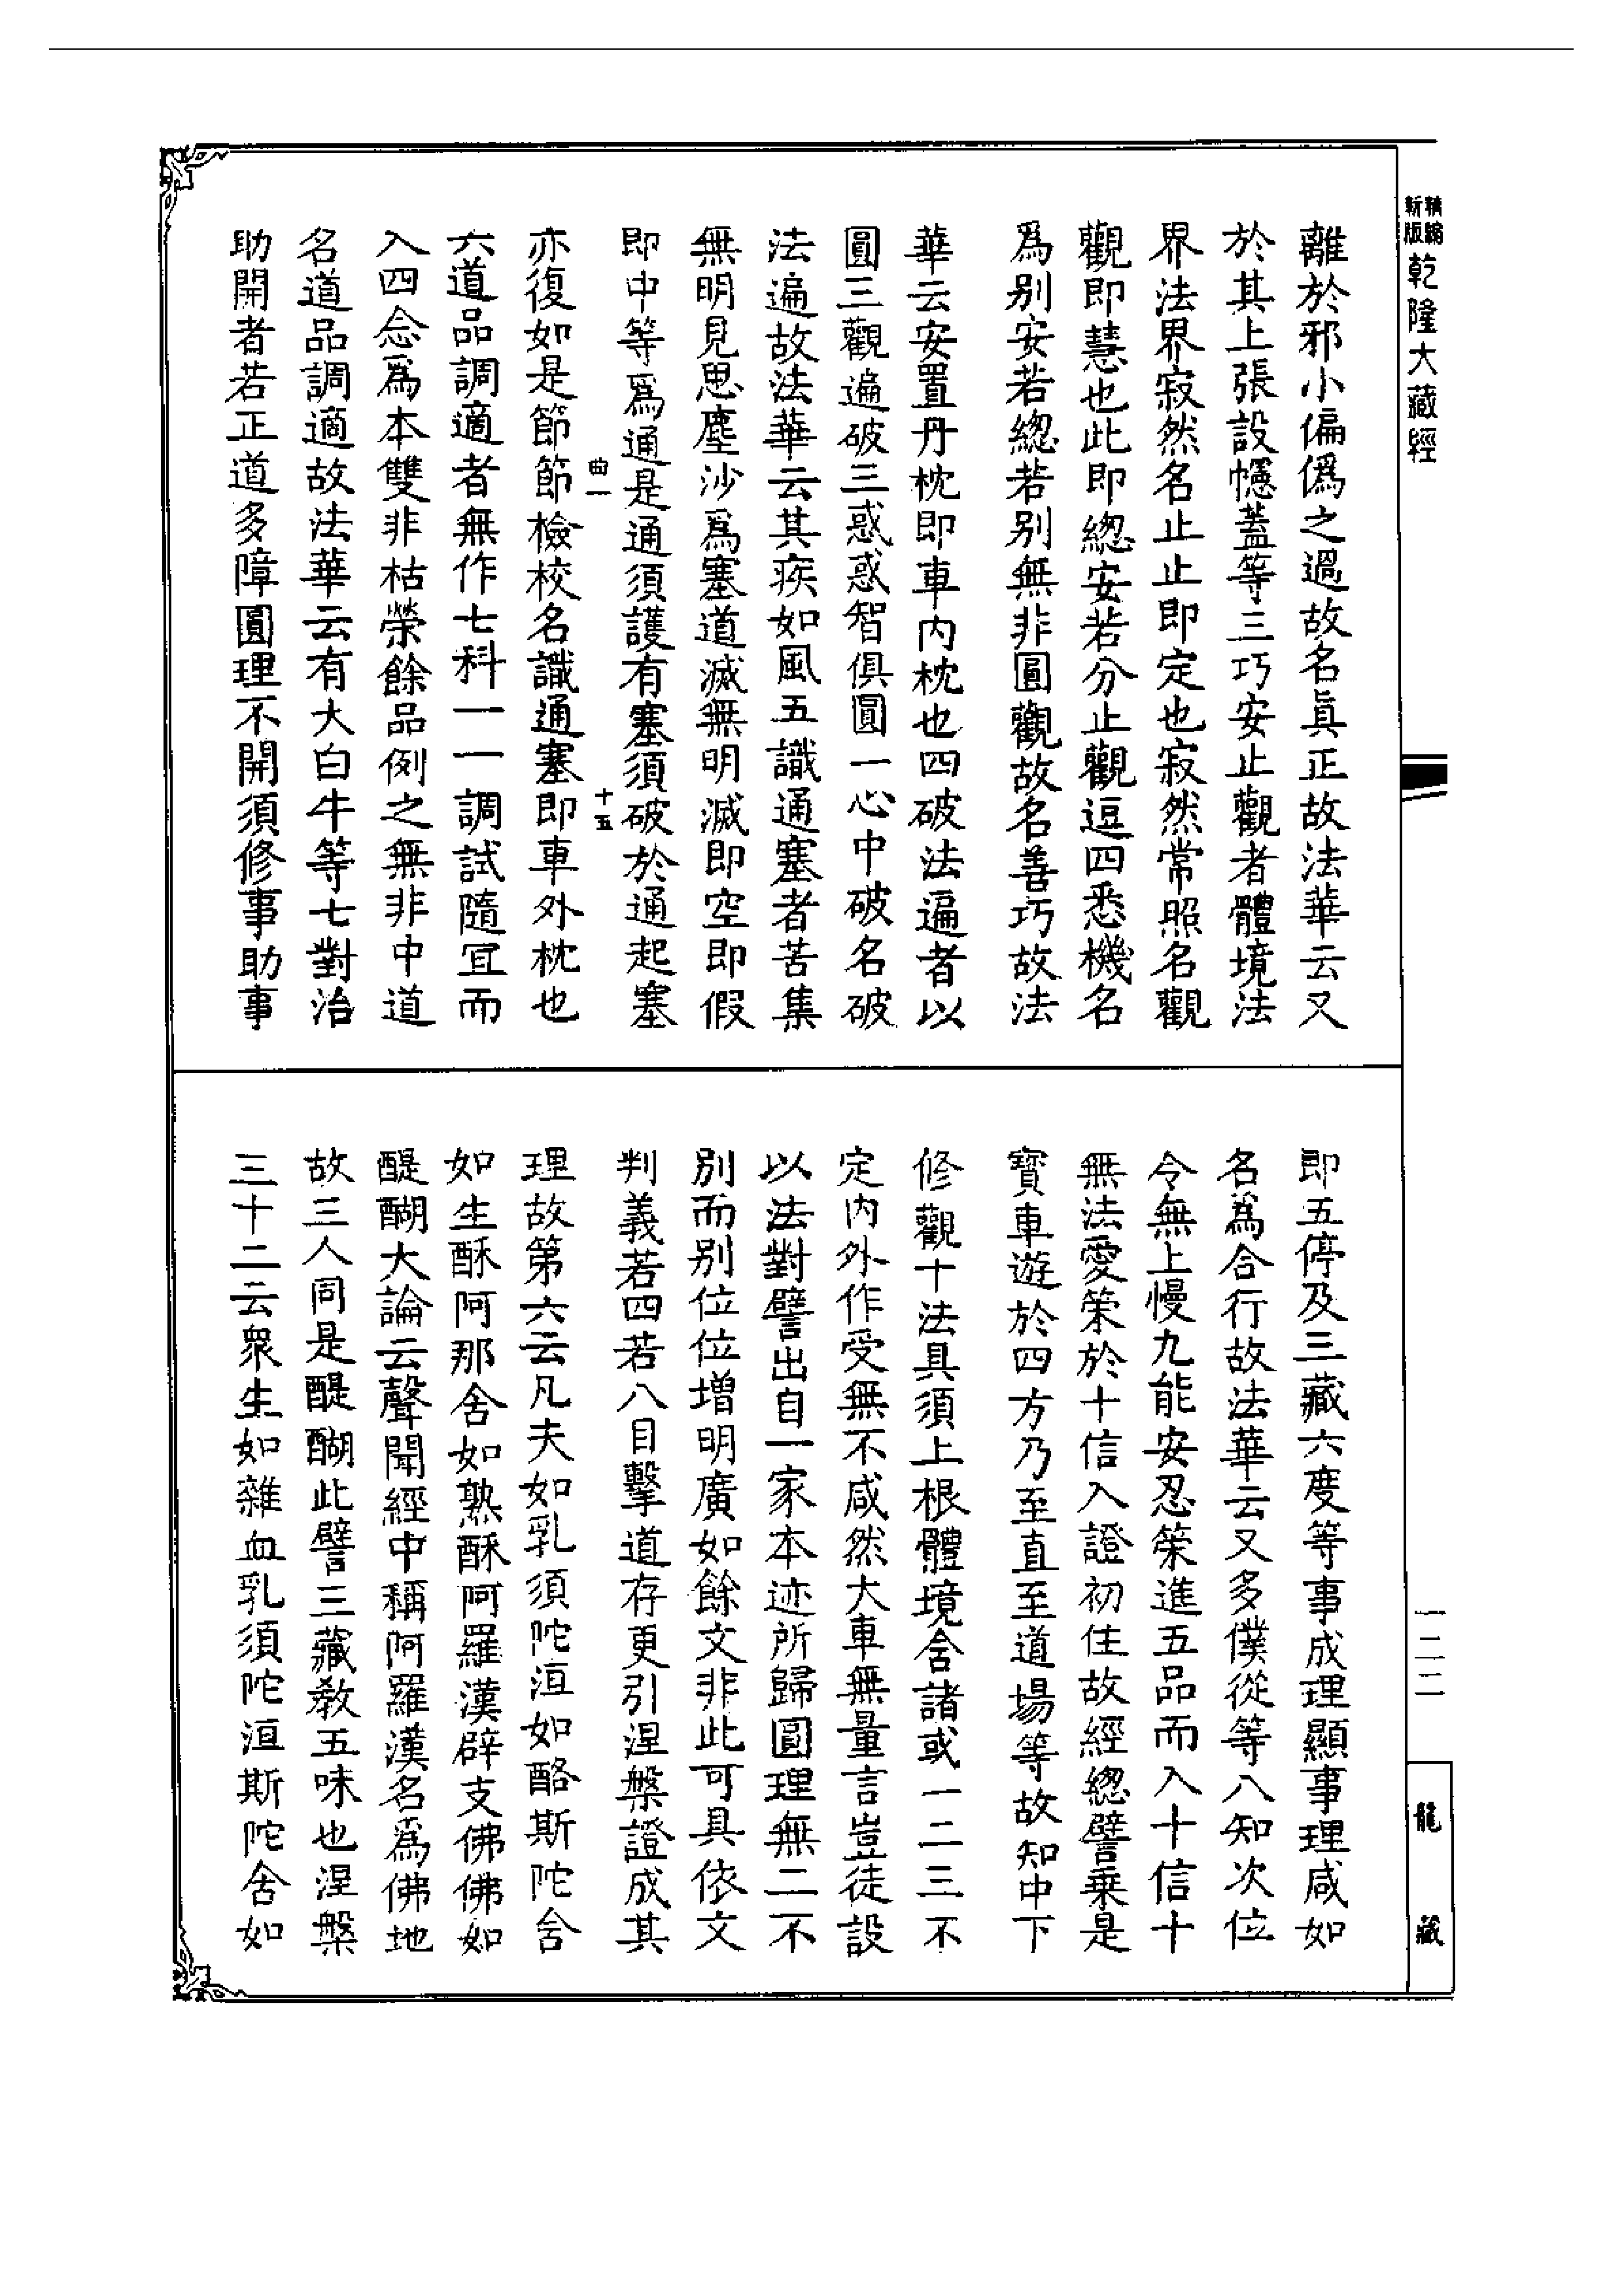 新編
新版
乾隆大藏經
離於邪小偏僞之過故名眞正故法華云又
於其上張設幰蓋等三巧安止觀者體境法
界法界寂然名止止即定也寂然常照名觀
觀即慧也此即緫安若分止觀逗四悉機名
爲别安若緫若别無非圓觀故名善巧故法
華云安置丹枕即車内枕也四破法遍者以
圓三觀遍破三惑惑智俱圓一心中破名破
法遍故法華云其疾如風五識通塞者苦集
無明見思塵沙爲塞道滅無明滅即空即假
即中等爲通是通須護有塞須破於通起塞
曲一
十五
亦復如是節節檢校名識通塞即車外枕也
六道品調適者無作七科一一調試隨宜而
入四念爲本雙非枯榮餘品例之無非中道
名道品調適故法華云有大白牛等七對治
助開者若正道多障圓理不開須修事助事
即五停及三藏六度等事成理顯事理咸如
名爲合行故法華云又多僕從等八知次位
令無上慢九能安忍策進五品而入十信十
無法愛策於十信入證初住故經緫譬乗是
寳車遊於四方乃至直至道場等故知中下
修觀十法具須上根體境舍諸或一二三不
定内外作受無不咸然大車無量言豈徒設
以法對譬出自一家本迹所歸圓理無二不
别而别位位增明廣如餘文非此可具依文
判義若四若八目擊道存更引涅槃證成其
理故第六云凡夫如乳須陀洹如酪斯陀舍
如生酥阿那舍如熟酥阿羅漢辟支佛佛如
醍醐大論云聲聞經中稱阿羅漢名爲佛地
故三人同是醍醐此譬三藏教五味也涅槃
三十二云衆生如雜血乳須陀洹斯陀舍如
一二二
龍藏